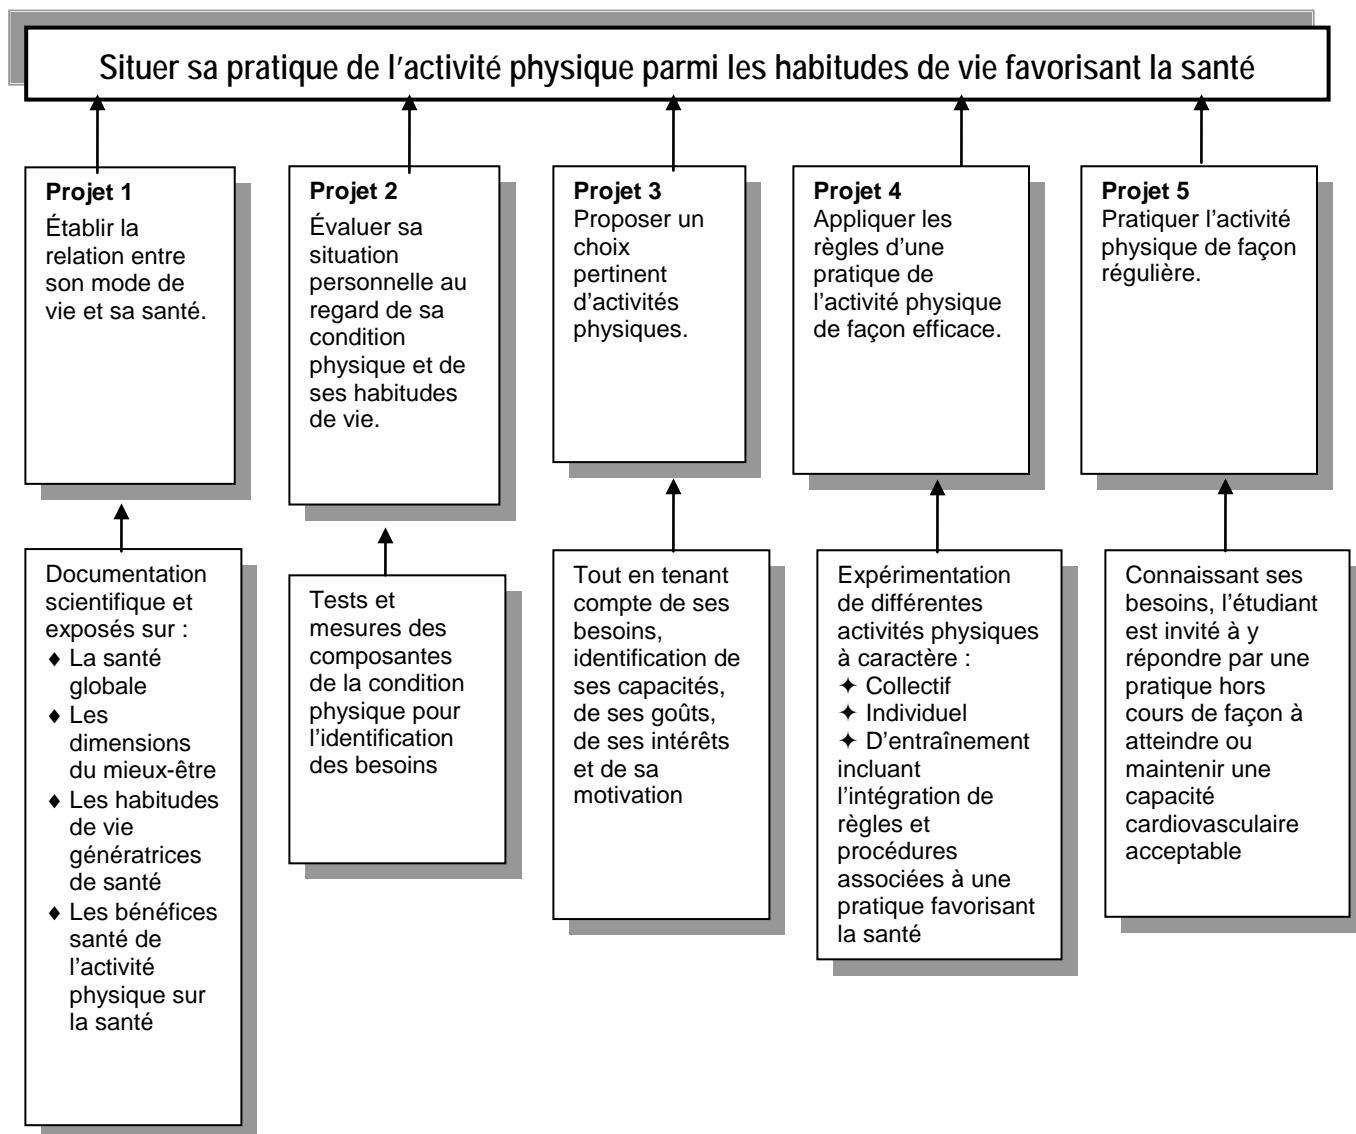 Situer sa pratique de l'activité physique parmi les habitudes de vie favorisant la santé
Projet 1
Établir la
relation entre
son mode de
vie et sa santé.
Projet 2
Évaluer sa
situation
personnelle au
regard de sa
condition
physique et de
ses habitudes
de vie.
Projet 3
Proposer un
choix
pertinent
d'activités
physiques.
Projet 4
Appliquer les
règles d'une
pratique de
l'activité physique
de façon efficace.
Projet 5
Pratiquer l'activité
physique de façon
régulière.
Documentation
scientifique et
exposés sur :
♦ La santé
globale
♦ Les
dimensions
du mieux-être
♦ Les habitudes
de vie
génératrices
de santé
♦ Les bénéfices
santé de
l'activité
physique sur
la santé
Tests et
mesures des
composantes
de la condition
physique pour
l'identification
des besoins
Tout en tenant
compte de ses
besoins,
identification de
ses capacités,
de ses goûts,
de ses intérêts
et de sa
motivation
Expérimentation
de différentes
activités physiques
à caractère :
✦ Collectif
✦ Individuel
✦ D'entraînement
incluant
l'intégration de
règles et
procédures
associées à une
pratique favorisant
la santé
Connaissant ses
besoins, l'étudiant
est invité à y
répondre par une
pratique hors
cours de façon à
atteindre ou
maintenir une
capacité
cardiovasculaire
acceptable